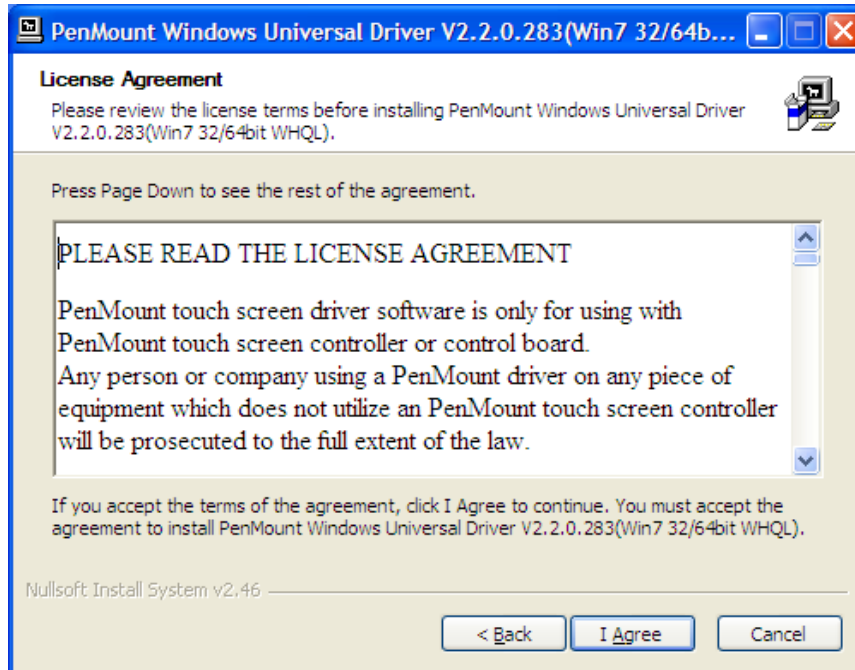 PenMount Windows Universal Driver V2.2.0.283(Win7 32/64b...
License Agreement
Please review the license terms before installing PenMount Windows Universal Driver
V2.2.0.283(Win7 32/64bit WHQL).
Press Page Down to see the rest of the agreement.
PLEASE READ THE LICENSE AGREEMENT
PenMount touch screen driver software is only for using with
PenMount touch screen controller or control board.
Any person or company using a PenMount driver on any piece of
equipment which does not utilize an PenMount touch screen controller
will be prosecuted to the full extent of the law.
If you accept the terms of the agreement, click I Agree to continue. You must accept the
agreement to install PenMount Windows Universal Driver V2.2.0.283(Win7 32/64bit WHQL).
Nullsoft Install System v2.46
< Back
I Agree
Cancel